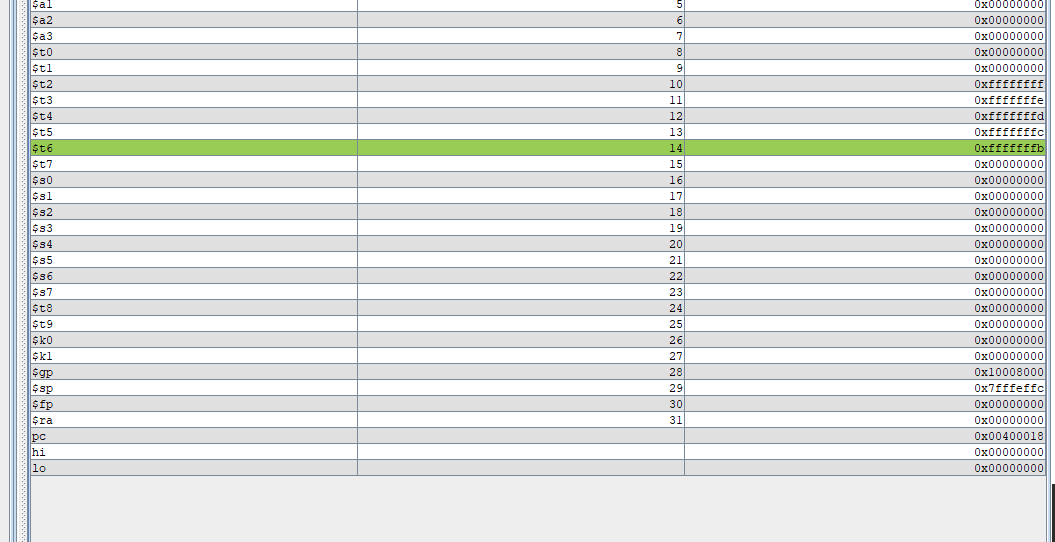 $a1 5 0x00000000
$a2 6 0x00000000
$a3 7 0x00000000
$t0 8 0x00000000
$t1 9 0x00000000
$t2 10 0xffffffff
$t3 11 0xfffffffe
$t4 12 0xfffffffd
$t5 13 0xfffffffc
$t6 14 0xfffffffb
$t7 15 0x00000000
$s0 16 0x00000000
$s1 17 0x00000000
$s2 18 0x00000000
$s3 19 0x00000000
$s4 20 0x00000000
$s5 21 0x00000000
$s6 22 0x00000000
$s7 23 0x00000000
$t8 24 0x00000000
$t9 25 0x00000000
$k0 26 0x00000000
$k1 27 0x00000000
$gp 28 0x10008000
$sp 29 0x7fffeffc
$fp 30 0x00000000
$ra 31 0x00000000
pc 0x00400018
hi 0x00000000
lo 0x00000000